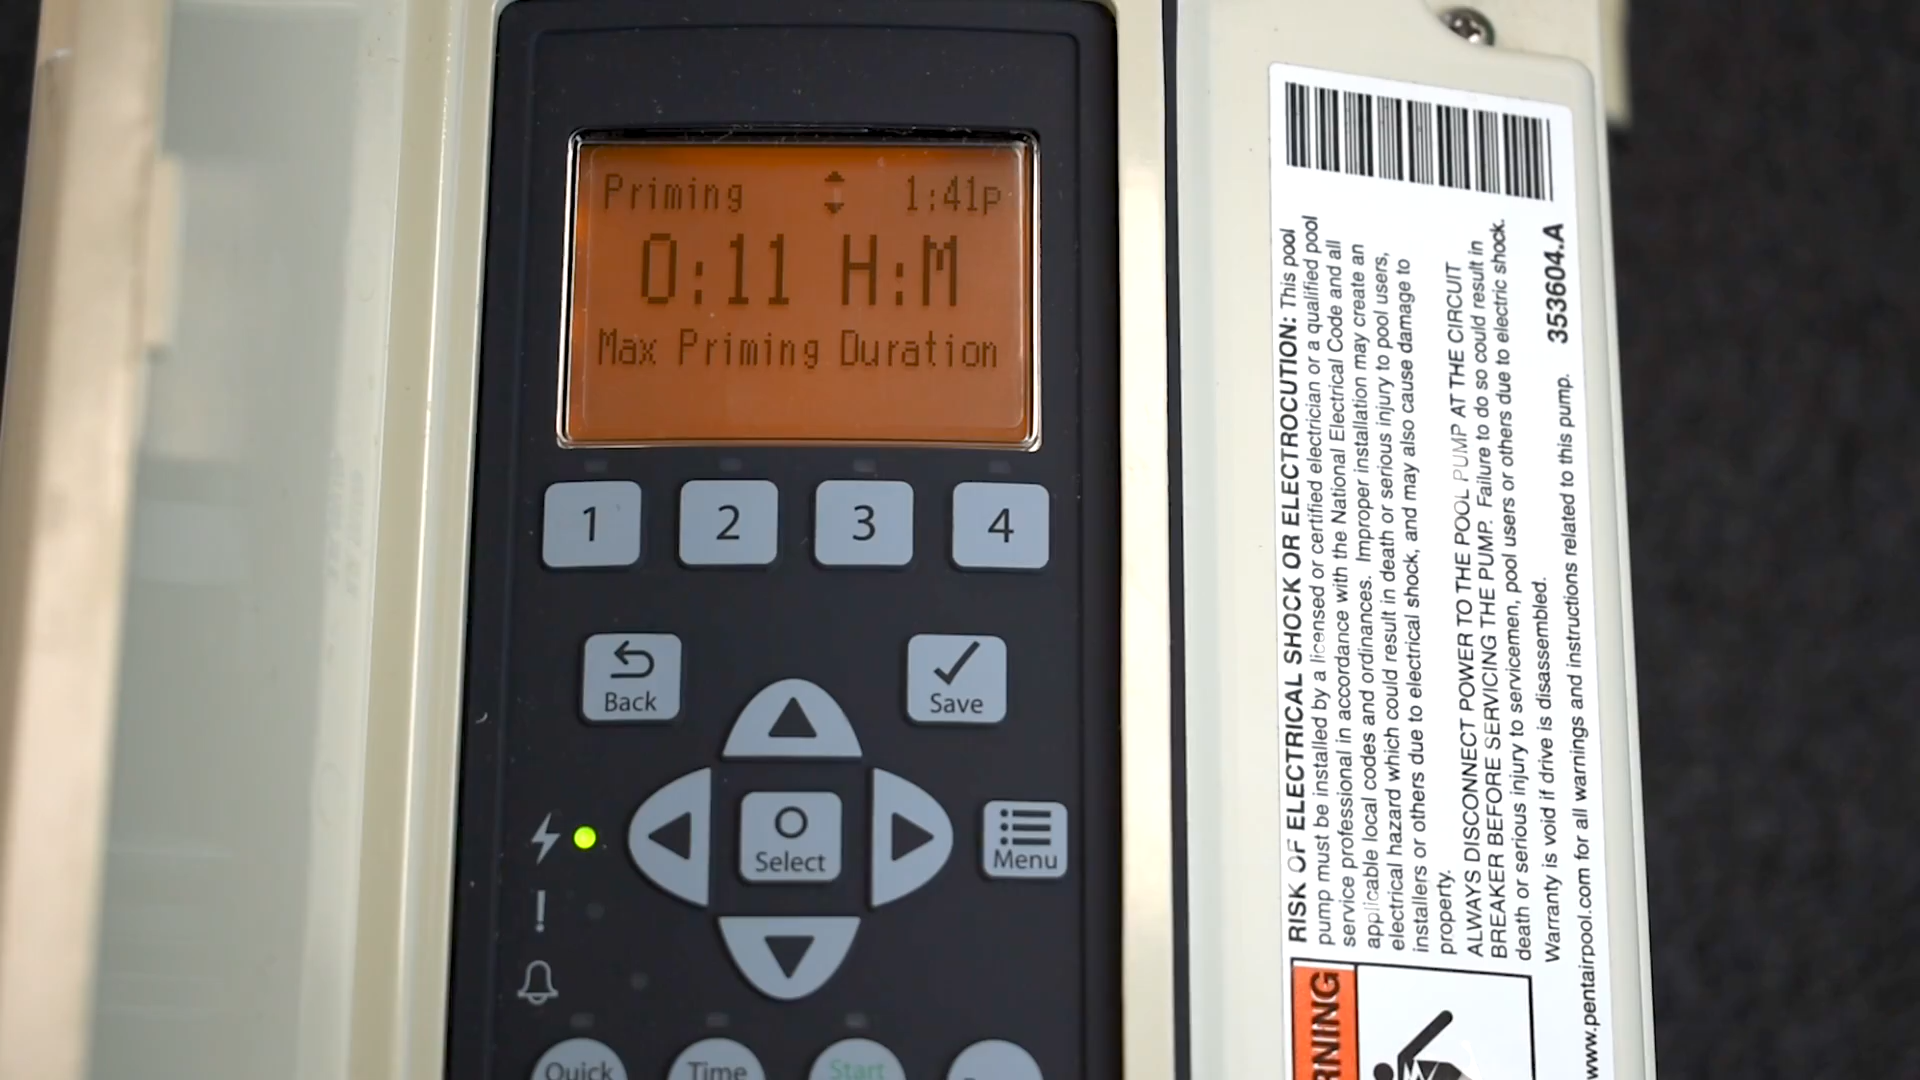 Priming 1:41p
0:11 H:M
Max Priming Duration
1 2 3 4
Back Save
Select Menu
Quick Time Start
353604.A
RISK OF ELECTRICAL SHOCK OR ELECTROCUTION: This pool
pump must be installed by a licensed or certified electrician or a qualified pool
service professional in accordance with the National Electrical Code and all
applicable local codes and ordinances. Improper installation may create an
electrical hazard which could result in death or serious injury to pool users,
installers or others due to electrical shock, and may also cause damage to
property.
ALWAYS DISCONNECT POWER TO THE POOL PUMP AT THE CIRCUIT
BREAKER BEFORE SERVICING THE PUMP. Failure to do so could result in
death or serious injury to servicemen, pool users or others due to electric shock.
Warranty is void if drive is disassembled.
www.pentairpool.com for all warnings and instructions related to this pump.
RNING